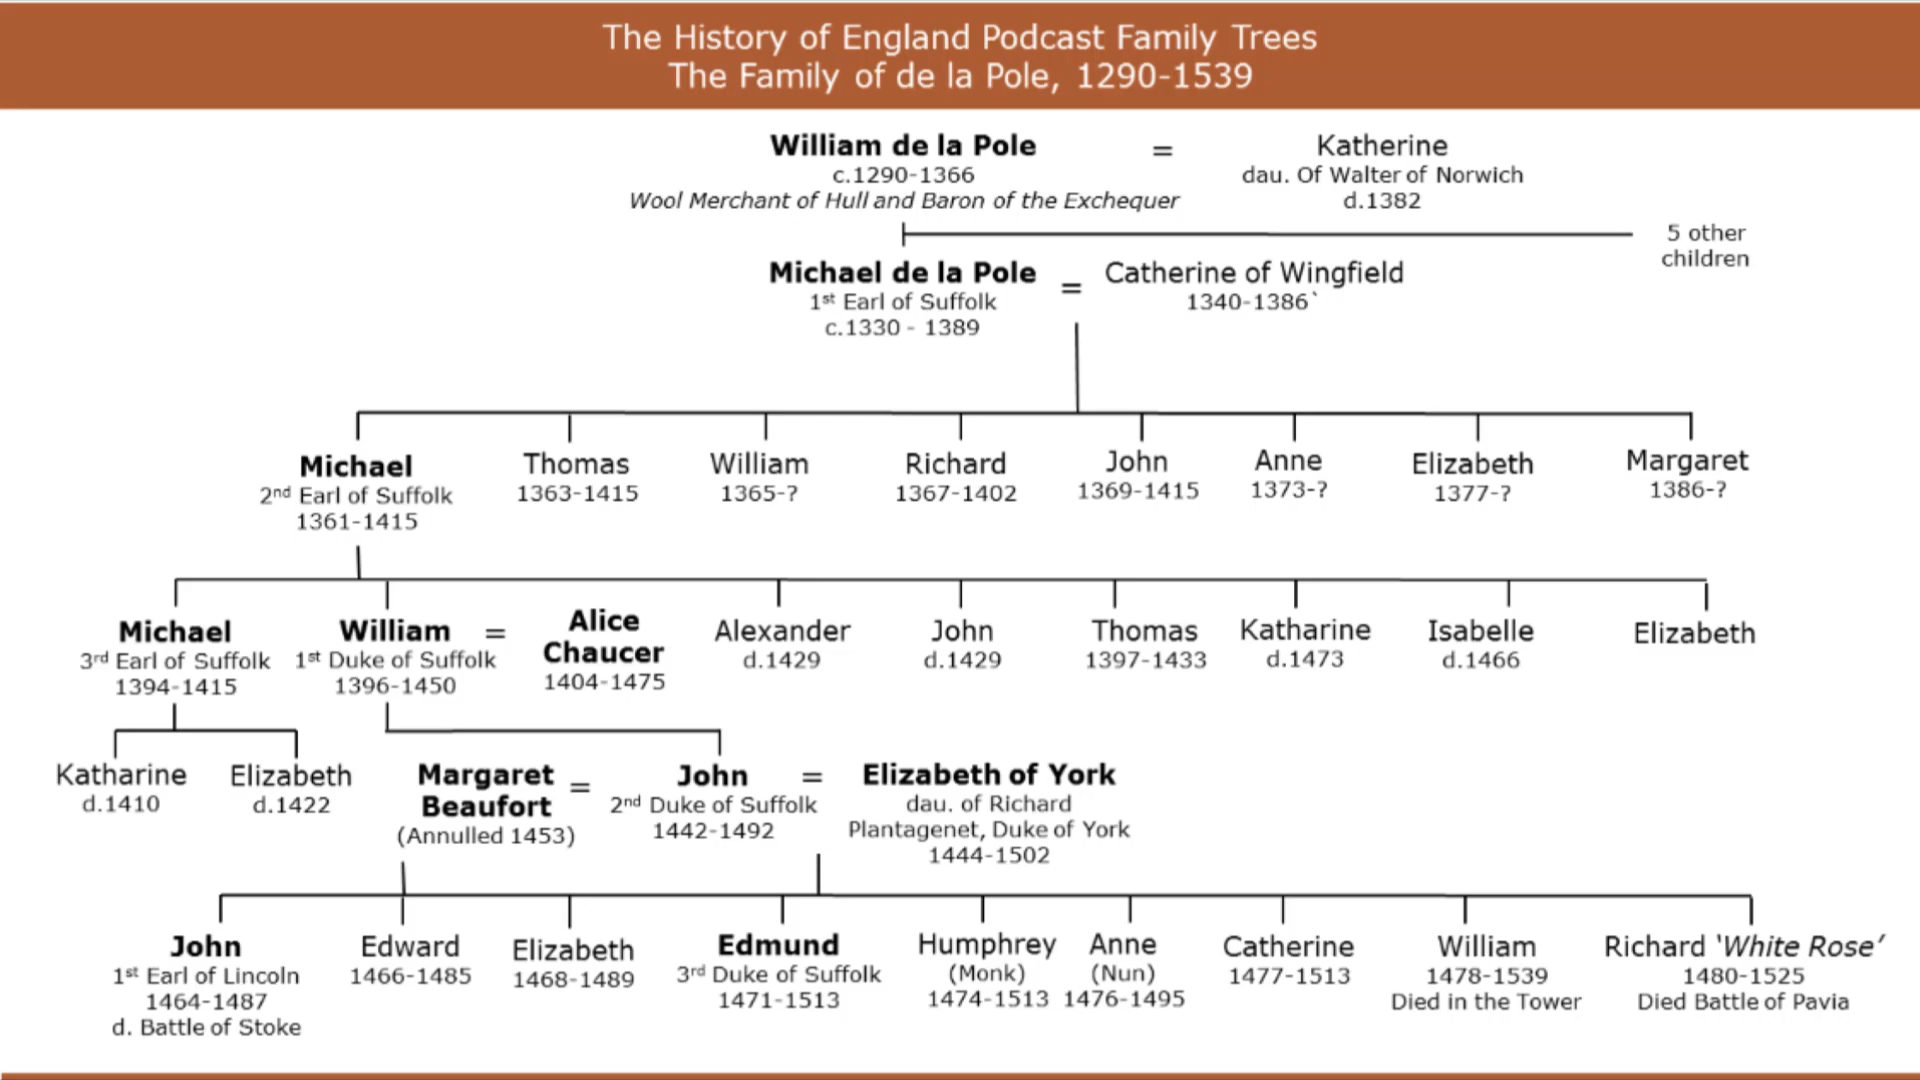 The History of England Podcast Family Trees
The Family of de la Pole, 1290-1539
William de la Pole
c.1290-1366
Wool Merchant of Hull and Baron of the Exchequer
=
Katherine
dau. Of Walter of Norwich
d.1382
5 other
children
Michael de la Pole
1st Earl of Suffolk
c.1330 - 1389
=
Catherine of Wingfield
1340-1386`
Michael
2nd Earl of Suffolk
1361-1415
Thomas
1363-1415
William
1365-?
Richard
1367-1402
John
1369-1415
Anne
1373-?
Elizabeth
1377-?
Margaret
1386-?
Michael
3rd Earl of Suffolk
1394-1415
William
1st Duke of Suffolk
1396-1450
=
Alice
Chaucer
1404-1475
Alexander
d.1429
John
d.1429
Thomas
1397-1433
Katharine
d.1473
Isabelle
d.1466
Elizabeth
Katharine
d.1410
Elizabeth
d.1422
Margaret
Beaufort
(Annulled 1453)
=
John
2nd Duke of Suffolk
1442-1492
=
Elizabeth of York
dau. of Richard
Plantagenet, Duke of York
1444-1502
John
1st Earl of Lincoln
1464-1487
d. Battle of Stoke
Edward
1466-1485
Elizabeth
1468-1489
Edmund
3rd Duke of Suffolk
1471-1513
Humphrey
(Monk)
1474-1513
Anne
(Nun)
1476-1495
Catherine
1477-1513
William
1478-1539
Died in the Tower
Richard ‘White Rose’
1480-1525
Died Battle of Pavia